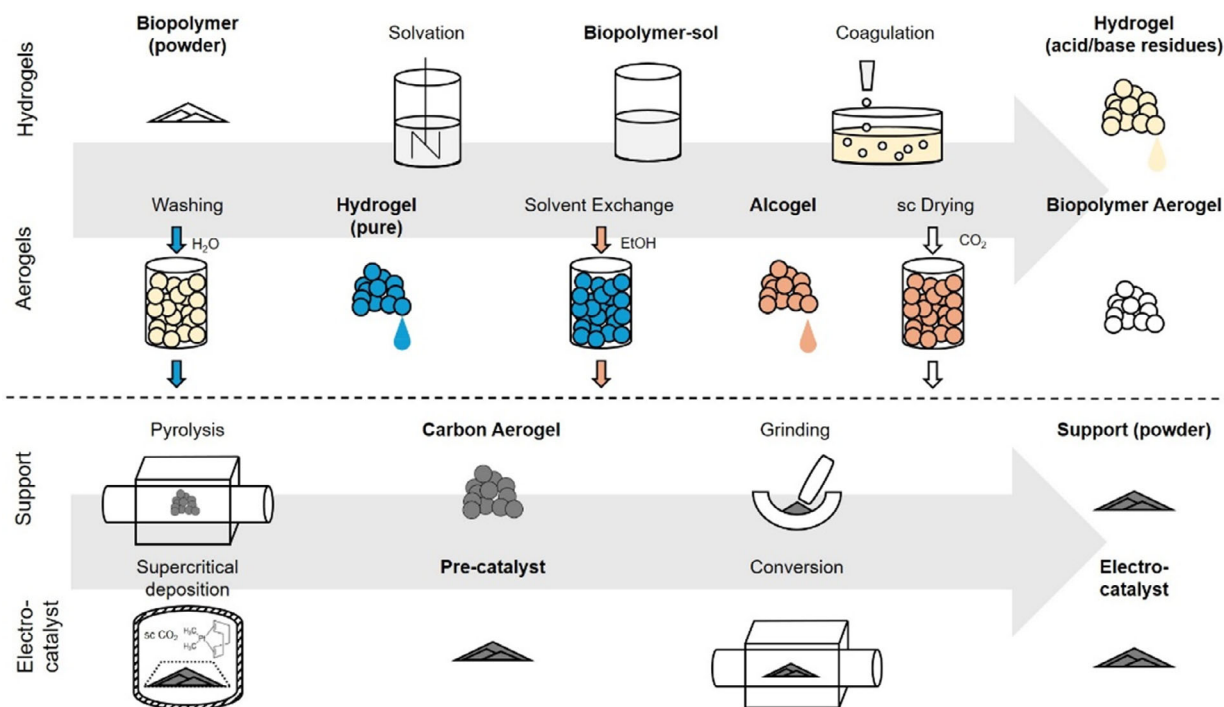 Hydrogels
Biopolymer
(powder)
Solvation
Biopolymer-sol
Coagulation
Hydrogel
(acid/base residues)
Aerogels
Washing
H₂O
Hydrogel
(pure)
Solvent Exchange
EtOH
Alcogel
sc Drying
CO₂
Biopolymer Aerogel
Support
Pyrolysis
Carbon Aerogel
Grinding
Support (powder)
Electro-
catalyst
Supercritical
deposition
sc CO₂
H₃C
H₃C
Pt
Pre-catalyst
Conversion
Electro-
catalyst